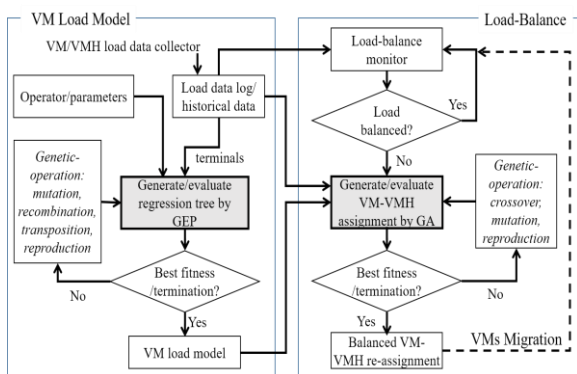 VM Load Model
VM/VMH load data collector
Operator/parameters
Load data log/
historical data
terminals
Genetic-
operation:
mutation,
recombination,
transposition,
reproduction
Generate/evaluate
regression tree by
GEP
Best fitness
/termination?
No
Yes
VM load model
Load-Balance
Load-balance
monitor
Load
balanced?
Yes
No
Generate/evaluate
VM-VMH
assignment by GA
Genetic-
operation:
crossover,
mutation,
reproduction
Best fitness
/termination?
No
Yes
Balanced VM-
VMH re-assignment
VMs Migration